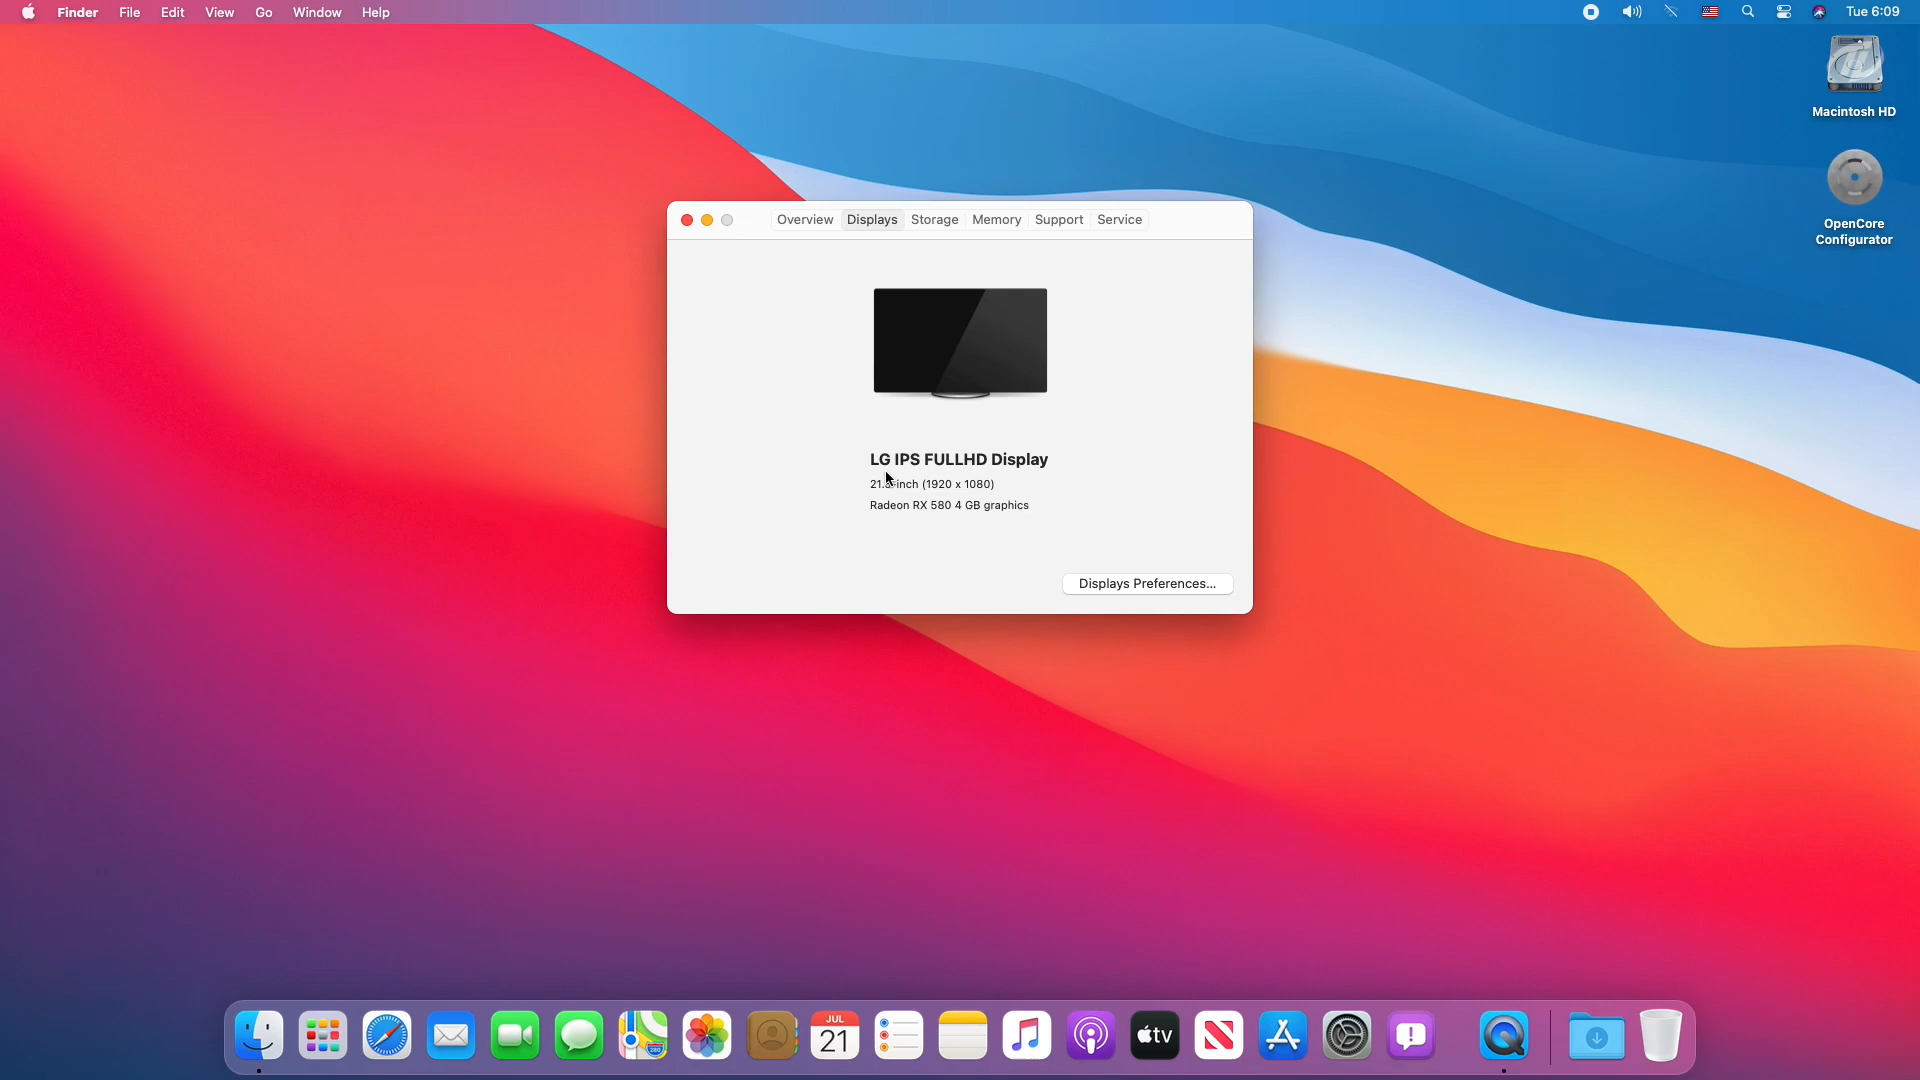 Finder File Edit View Go Window Help Tue 6:09
Macintosh HD
OpenCore
Configurator
Overview Displays Storage Memory Support Service
LG IPS FULLHD Display
inch (1920 x 1080)
Radeon RX 580 4 GB graphics
Displays Preferences...
280
JUL
21
tv